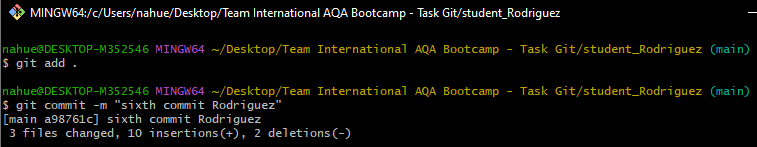 MINGW64:/c/Users/nahue/Desktop/Team International AQA Bootcamp - Task Git/student_Rodriguez
nahue@DESKTOP-M352546 MINGW64 ~/Desktop/Team International AQA Bootcamp - Task Git/student_Rodriguez (main)
$ git add .
nahue@DESKTOP-M352546 MINGW64 ~/Desktop/Team International AQA Bootcamp - Task Git/student_Rodriguez (main)
$ git commit -m "sixth commit Rodriguez"
[main a98761c] sixth commit Rodriguez
 3 files changed, 10 insertions(+), 2 deletions(-)